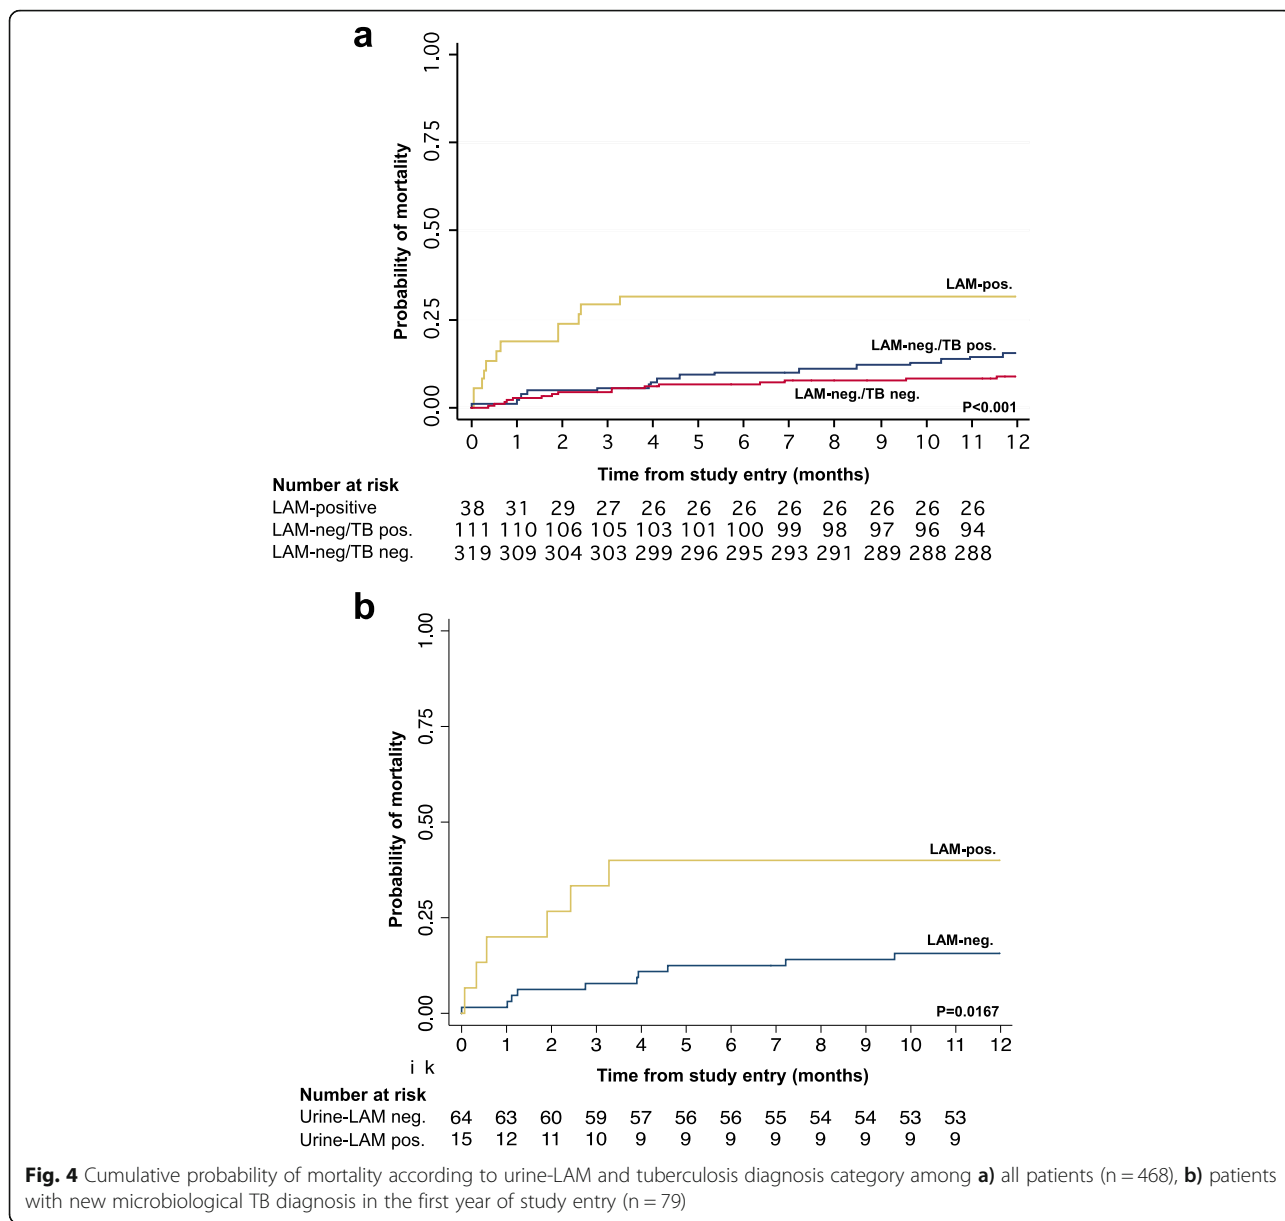 a
1.00
0.75
0.50
0.25
0.00
Probability of mortality
LAM-pos.
LAM-neg./TB pos.
LAM-neg./TB neg.
P<0.001
0 1 2 3 4 5 6 7 8 9 10 11 12
Time from study entry (months)
Number at risk
LAM-positive 38 31 29 27 26 26 26 26 26 26 26 26
LAM-neg/TB pos. 111 110 106 105 103 101 100 99 98 97 96 94
LAM-neg/TB neg. 319 309 304 303 299 296 295 293 291 289 288 288
b
1.00
0.75
0.50
0.25
0.00
Probability of mortality
LAM-pos.
LAM-neg.
P=0.0167
0 1 2 3 4 5 6 7 8 9 10 11 12
i k
Time from study entry (months)
Number at risk
Urine-LAM neg. 64 63 60 59 57 56 56 55 54 54 53 53
Urine-LAM pos. 15 12 11 10 9 9 9 9 9 9 9 9
Fig. 4 Cumulative probability of mortality according to urine-LAM and tuberculosis diagnosis category among a) all patients (n = 468), b) patients
with new microbiological TB diagnosis in the first year of study entry (n = 79)